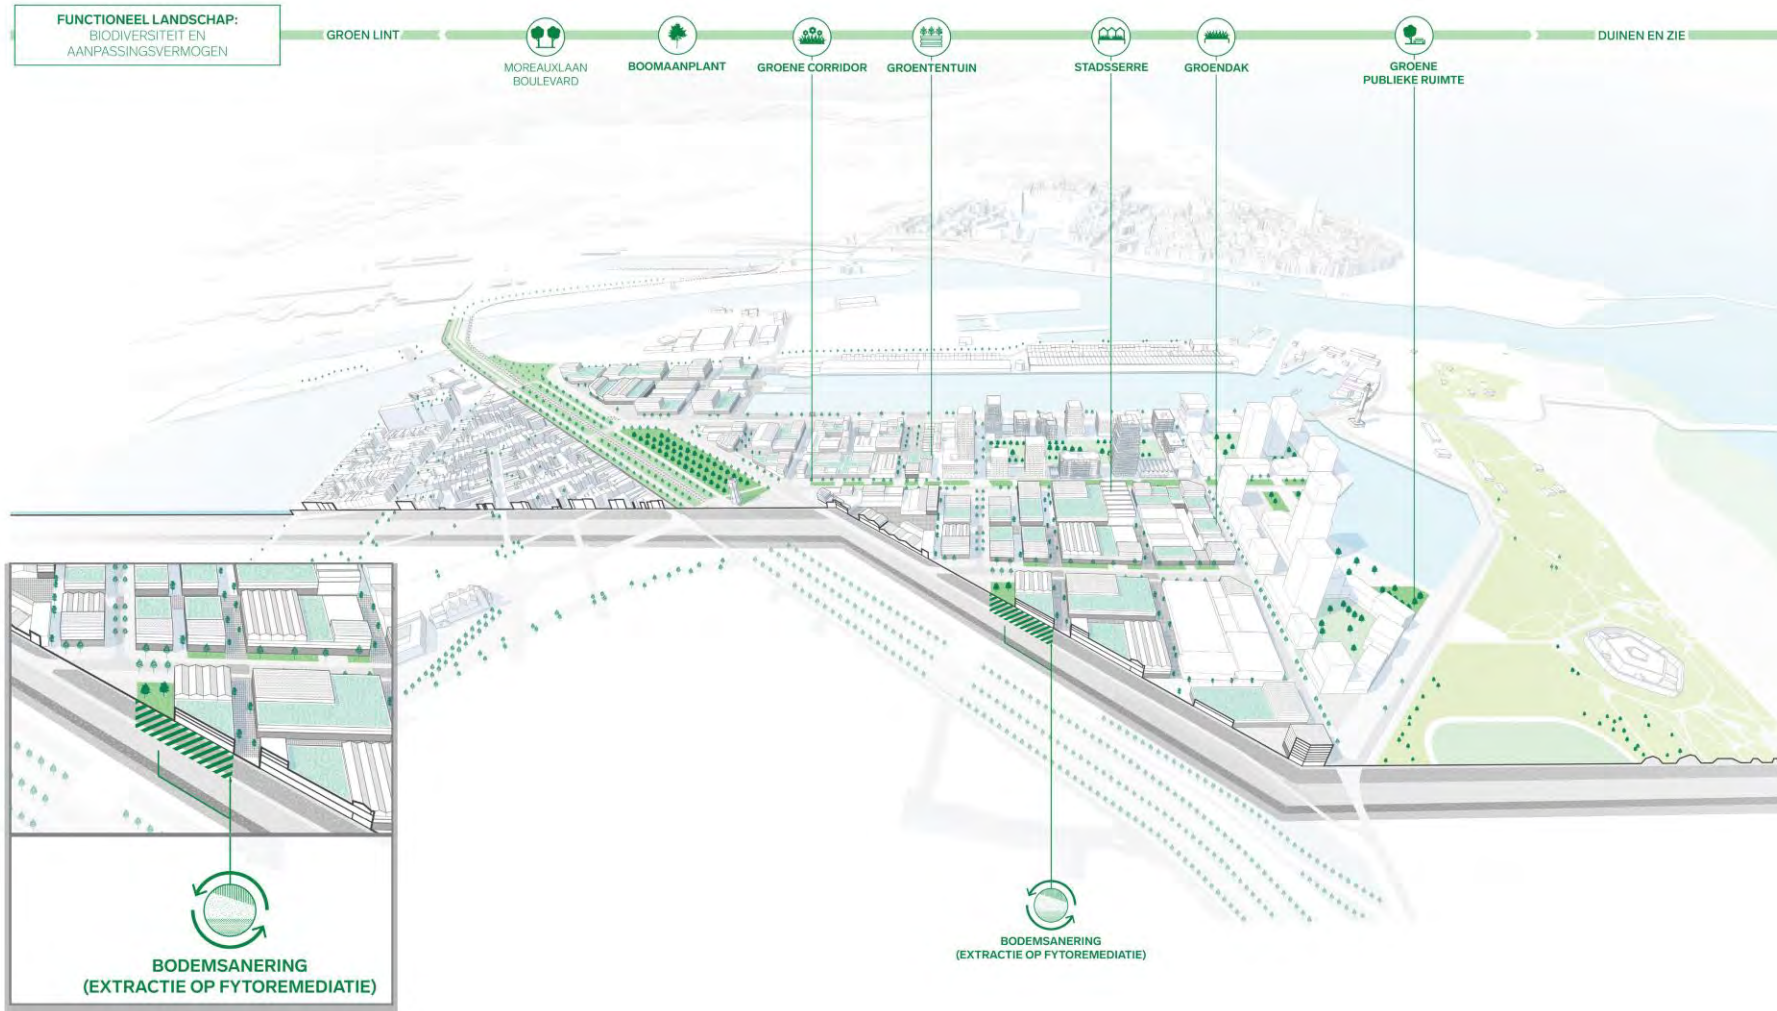 FUNCTIONEEL LANDSCHAP:
BIODIVERSITEIT EN
AANPASSINGSVERMOGEN
GROEN LINT
MOREAUXLAAN
BOULEVARD
BOOMAANPLANT
GROENE CORRIDOR
GROENTENTUIN
STADSSERRE
GROENDAK
GROENE
PUBLIEKE RUIMTE
DUINEN EN ZIE
BODEMSANERING
(EXTRACTIE OP FYTOREMEDIATIE)
BODEMSANERING
(EXTRACTIE OP FYTOREMEDIATIE)